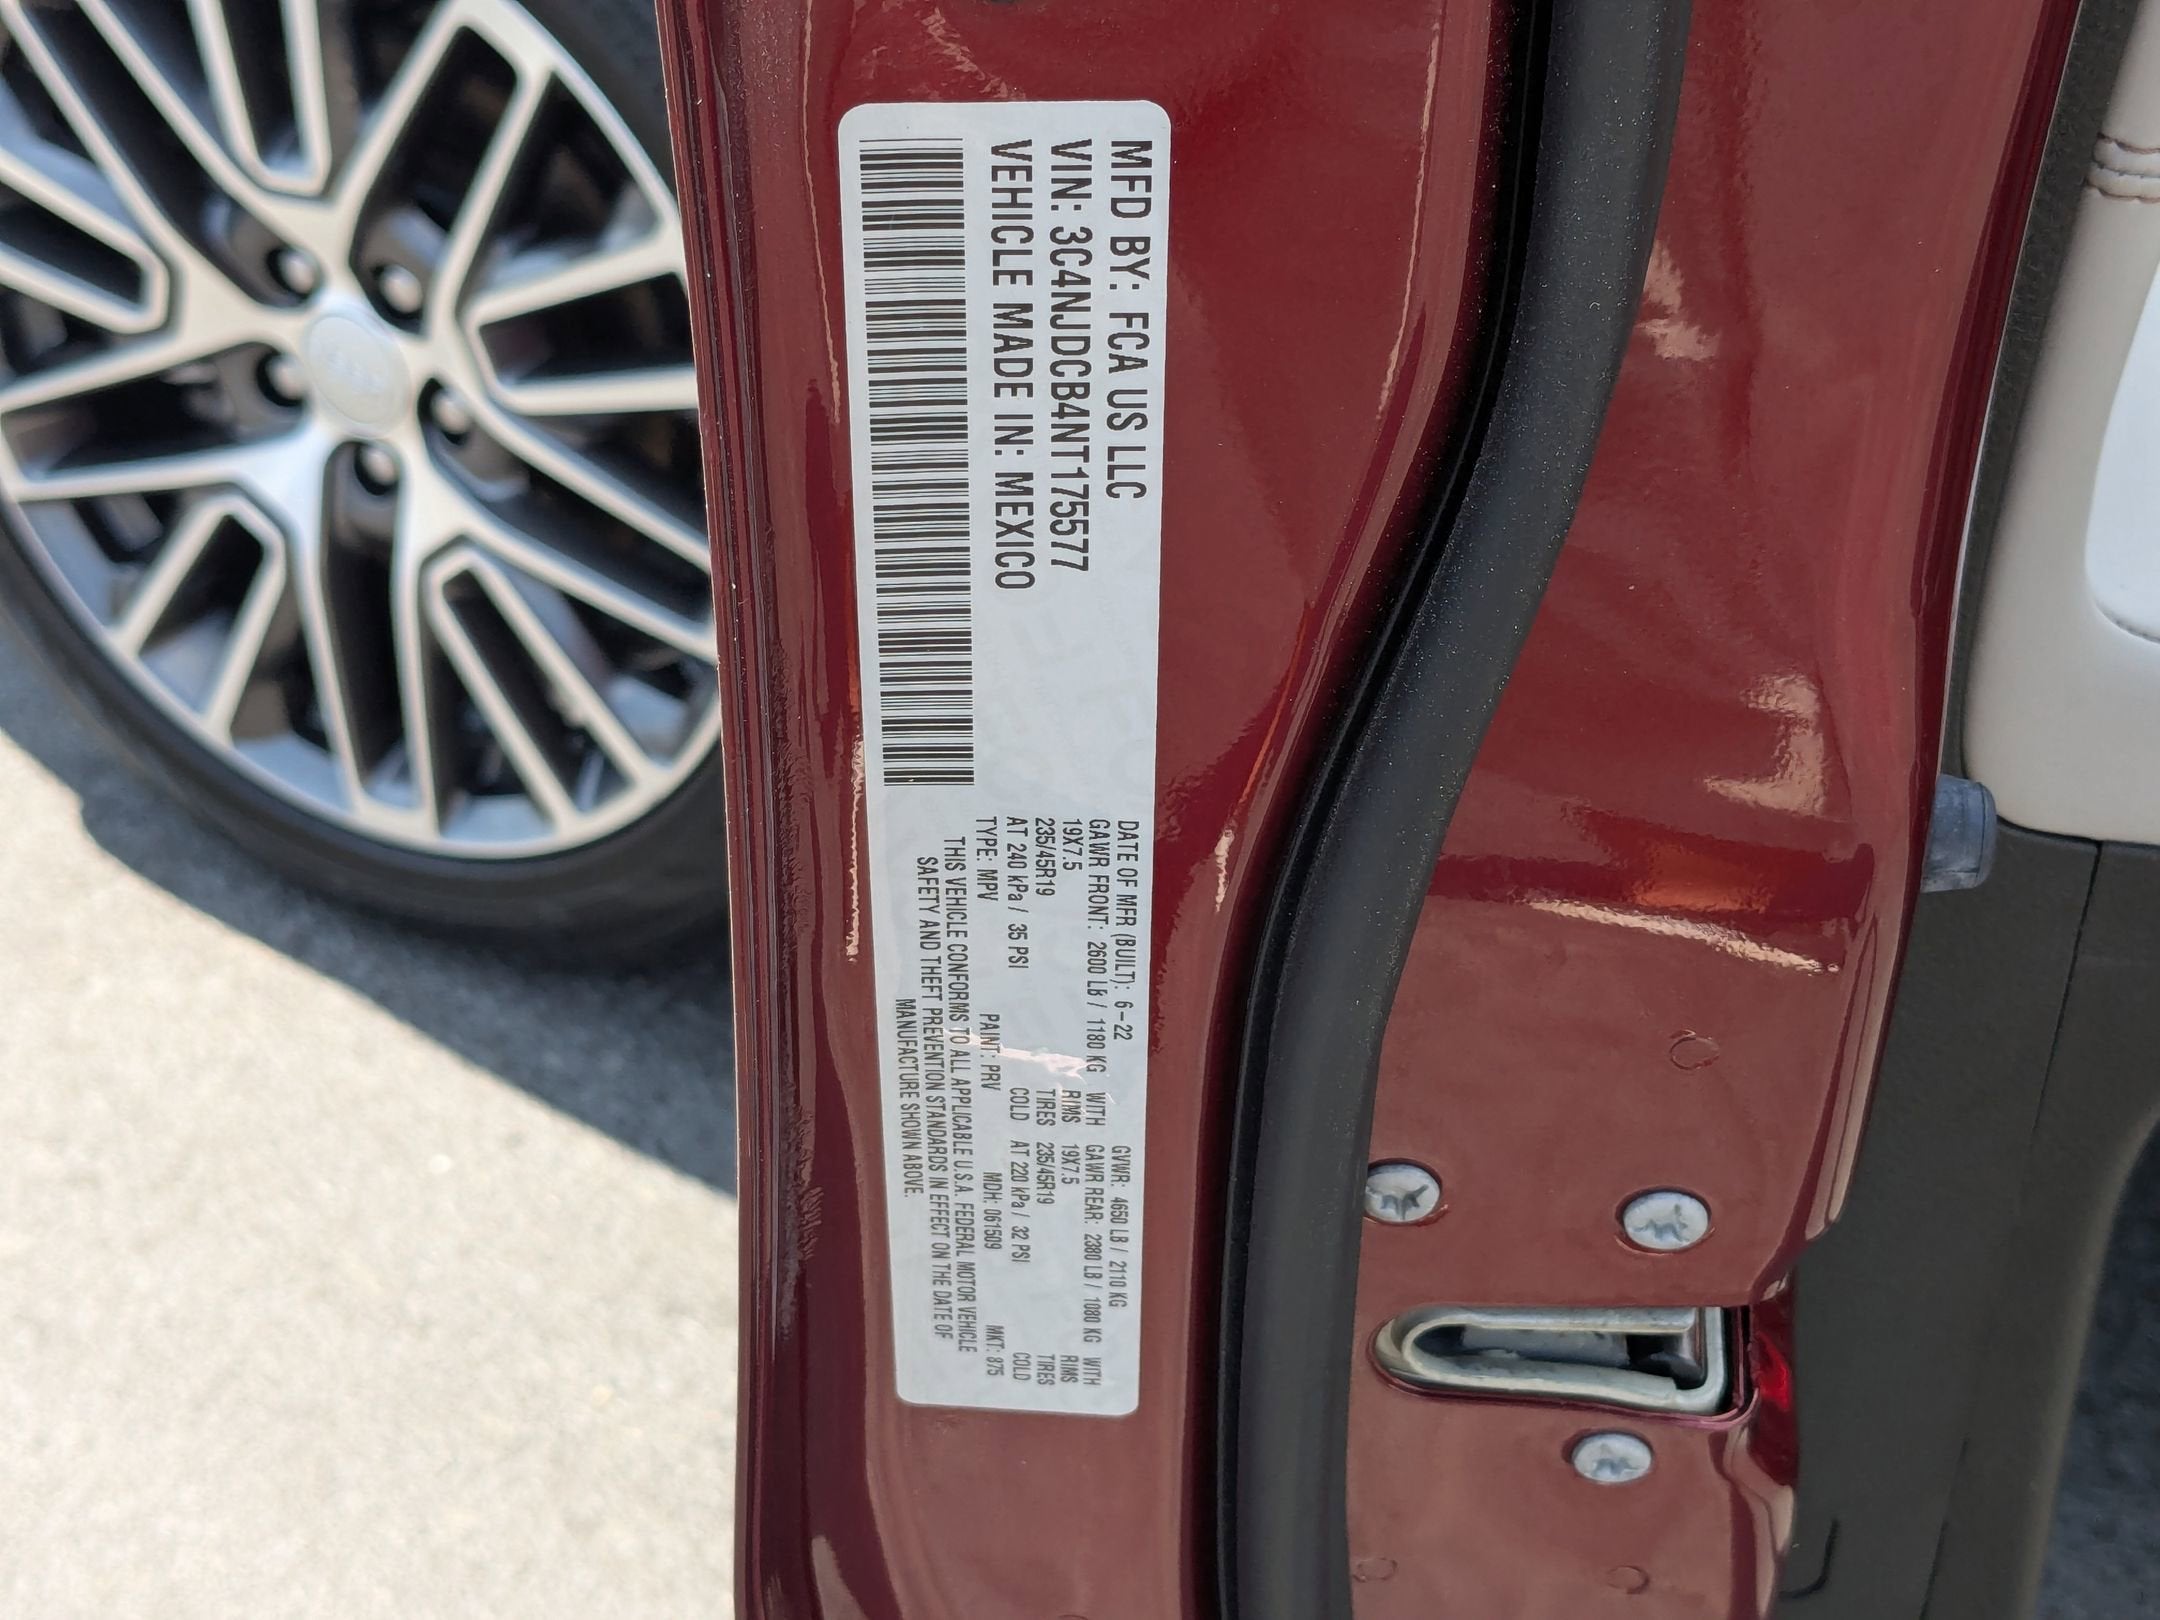 MFD BY: FCA US LLC
VIN: 3C4NJDCB4NT175577
VEHICLE MADE IN: MEXICO
DATE OF MFR (BUILT): 6-22 GVWR: 4650 LB / 2110 KG
GAWR FRONT: 2600 LB / 1180 KG WITH GAWR REAR: 2380 LB / 1080 KG WITH
19X7.5 RIMS 19X7.5 RIMS
235/45R19 TIRES 235/45R19 TIRES
AT 240 kPa / 35 PSI COLD AT 220 kPa / 32 PSI COLD
TYPE: MPV PAINT: PRV MDH: 061509 MKT: 875
THIS VEHICLE CONFORMS TO ALL APPLICABLE U.S.A. FEDERAL MOTOR VEHICLE
SAFETY AND THEFT PREVENTION STANDARDS IN EFFECT ON THE DATE OF
MANUFACTURE SHOWN ABOVE.